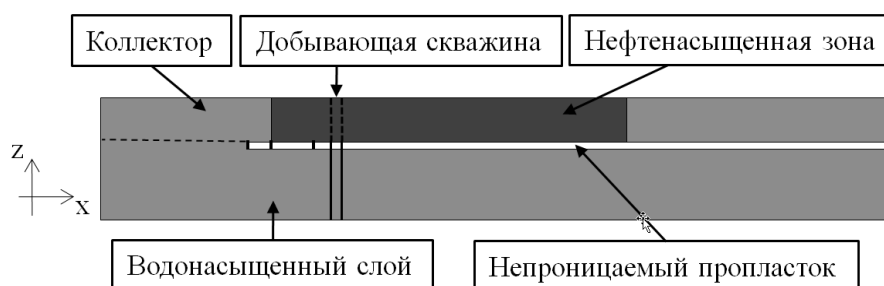 Коллектор
Добывающая скважина
Нефтенасыщенная зона
Z
X
Водонасыщенный слой
Непроницаемый пропласток